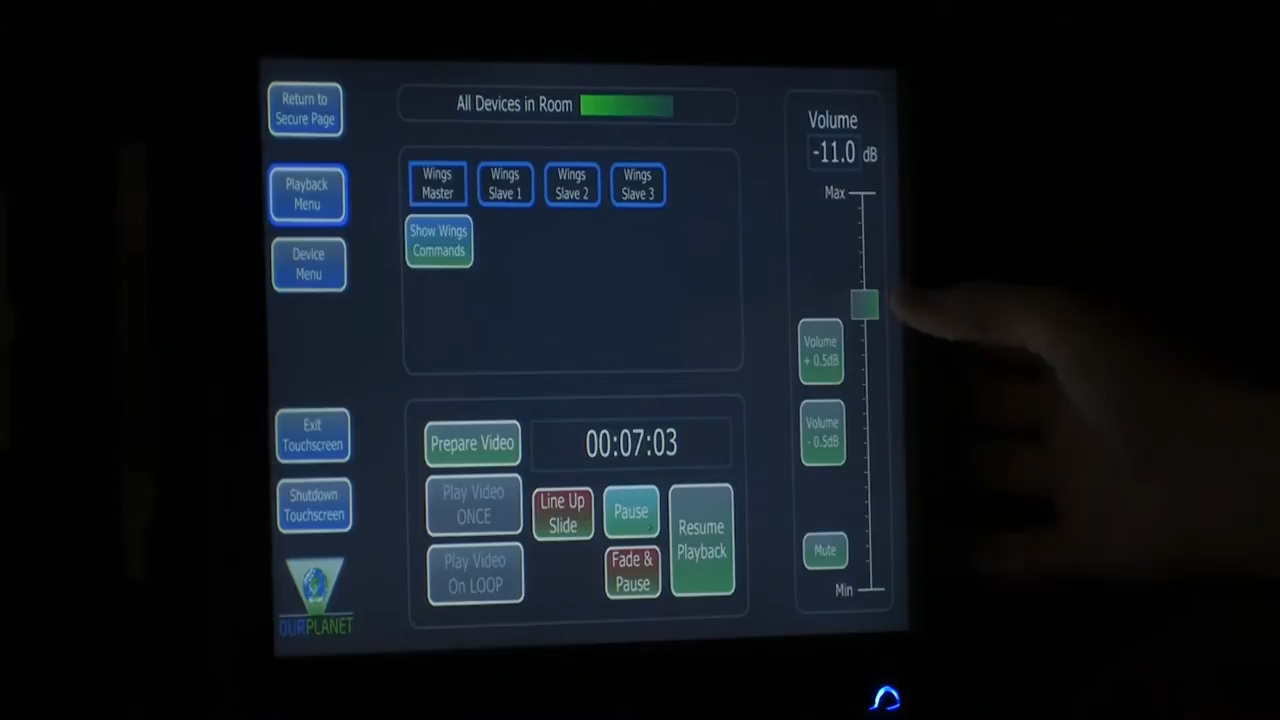 Return to
Secure Page
Playback
Menu
Device
Menu
Exit
Touchscreen
Shutdown
Touchscreen
OURPLANET
All Devices in Room
Wings
Master
Wings
Slave 1
Wings
Slave 2
Wings
Slave 3
Show Wings
Commands
Prepare Video
00:07:03
Play Video
ONCE
Play Video
On LOOP
Line Up
Slide
Pause
Fade &
Pause
Resume
Playback
Volume
-11.0 dB
Max
Volume
+ 0.5dB
Volume
- 0.5dB
Mute
Min